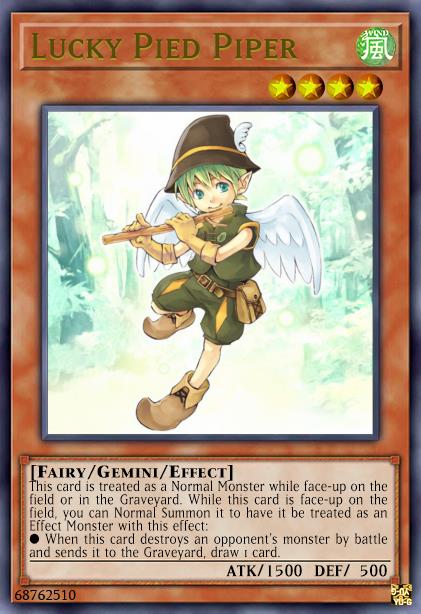 Lucky Pied Piper
WIND
風
[Fairy/Gemini/Effect]
This card is treated as a Normal Monster while face-up on the
field or in the Graveyard. While this card is face-up on the
field, you can Normal Summon it to have it be treated as an
Effect Monster with this effect:
● When this card destroys an opponent's monster by battle
and sends it to the Graveyard, draw 1 card.
ATK/1500 DEF/ 500
68762510